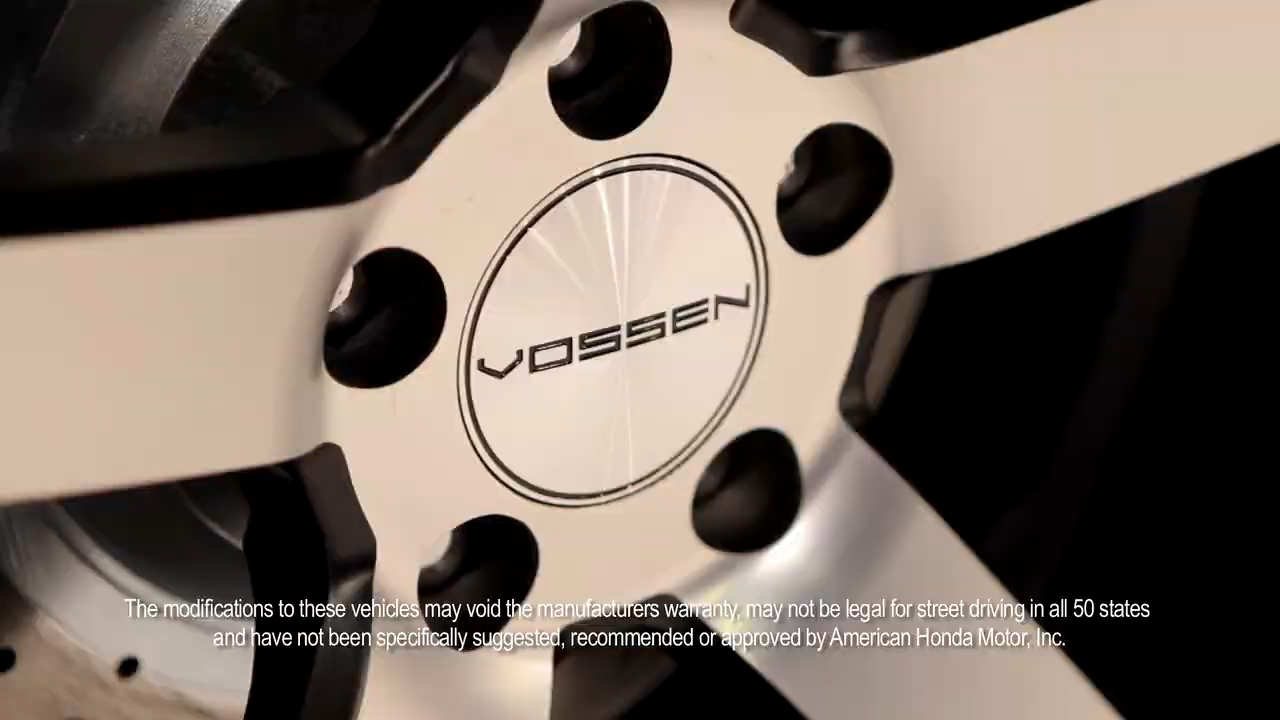 VOSSEN
The modifications to these vehicles may void the manufacturers warranty, may not be legal for street driving in all 50 states
and have not been specifically suggested, recommended or approved by American Honda Motor, Inc.